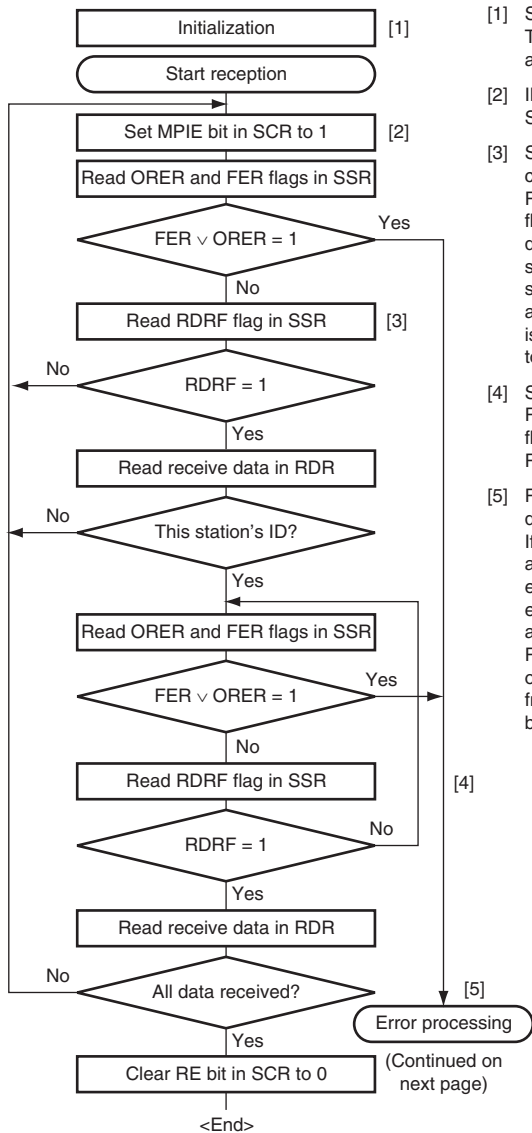 Initialization [1]
Start reception
Set MPIE bit in SCR to 1 [2]
Read ORER and FER flags in SSR
FER ∨ ORER = 1
Yes
No
Read RDRF flag in SSR [3]
No
RDRF = 1
Yes
Read receive data in RDR
No
This station's ID?
Yes
Read ORER and FER flags in SSR
Yes
FER ∨ ORER = 1
No
Read RDRF flag in SSR
[4]
No
RDRF = 1
Yes
Read receive data in RDR
No
All data received?
[5]
Yes
Error processing
Clear RE bit in SCR to 0
(Continued on
next page)
<End>
[1]
[2]
[3]
[4]
[5]